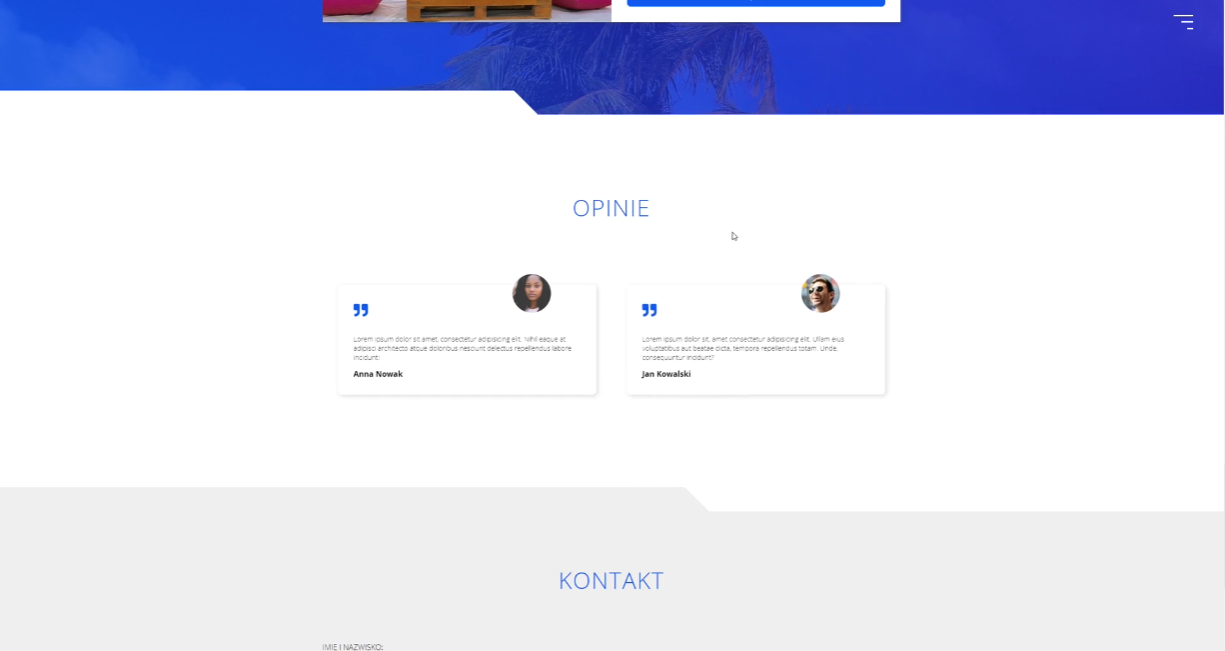 OPINIE
Lorem ipsum dolor sit amet, consectetur adipisicing elit. Nihil eaque at
adipisci architecto atque doloribus nesciunt delectus repellendus labore
incidunt!
Anna Nowak
Lorem ipsum dolor sit, amet consectetur adipisicing elit. Ullam eius
voluptatibus aut beatae dicta, tempora repellendus totam. Unde,
consequuntur incidunt?
Jan Kowalski
KONTAKT
IMIĘ I NAZWISKO: